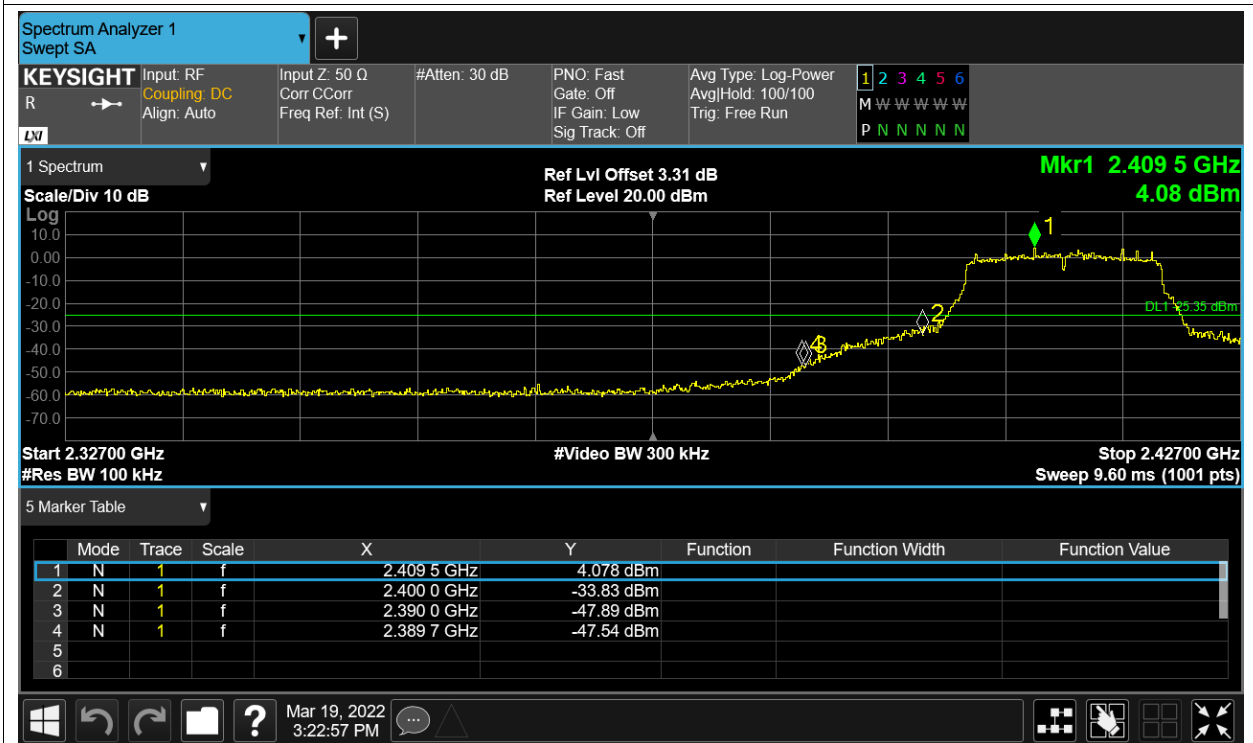 Spectrum Analyzer 1
Swept SA
KEYSIGHT Input: RF Input Z: 50 Ω #Atten: 30 dB PNO: Fast Avg Type: Log-Power 1 2 3 4 5 6
R Coupling: DC Corr CCorr Gate: Off Avg|Hold: 100/100 M W W W W W W
Align: Auto Freq Ref: Int (S) IF Gain: Low Trig: Free Run
LXI Sig Track: Off P N N N N N N
1 Spectrum Ref Lvl Offset 3.31 dB Mkr1 2.409 5 GHz
Scale/Div 10 dB Ref Level 20.00 dBm 4.08 dBm
Log
10.0 1
0.00
-10.0
-20.0 2 DL1 -25.35 dBm
-30.0
-40.0 4 3
-50.0
-60.0
-70.0
Start 2.32700 GHz #Video BW 300 kHz Stop 2.42700 GHz
#Res BW 100 kHz Sweep 9.60 ms (1001 pts)
5 Marker Table
Mode Trace Scale X Y Function Function Width Function Value
1 N 1 f 2.409 5 GHz 4.078 dBm
2 N 1 f 2.400 0 GHz -33.83 dBm
3 N 1 f 2.390 0 GHz -47.89 dBm
4 N 1 f 2.389 7 GHz -47.54 dBm
5
6
? Mar 19, 2022
3:22:57 PM